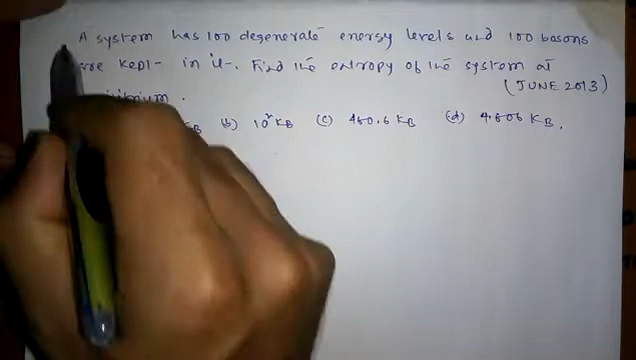 A system has 100 degenerate energy levels and 100 bosons
are kept in it. Find the entropy of the system at
(JUNE 2013)
KB (b) 10² KB (c) 460.6 KB (d) 4.606 KB.